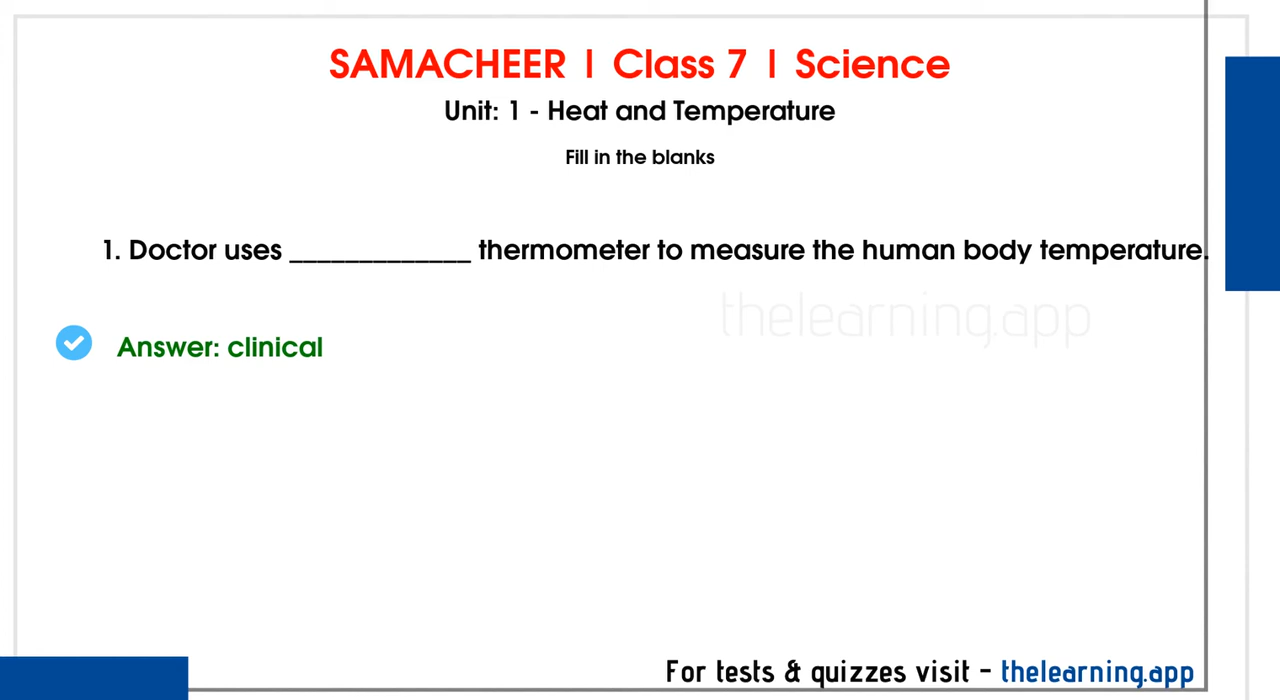 SAMACHEER | Class 7 | Science
Unit: 1 - Heat and Temperature
Fill in the blanks
1. Doctor uses _____________ thermometer to measure the human body temperature.
thelearning.app
Answer: clinical
For tests & quizzes visit - thelearning.app